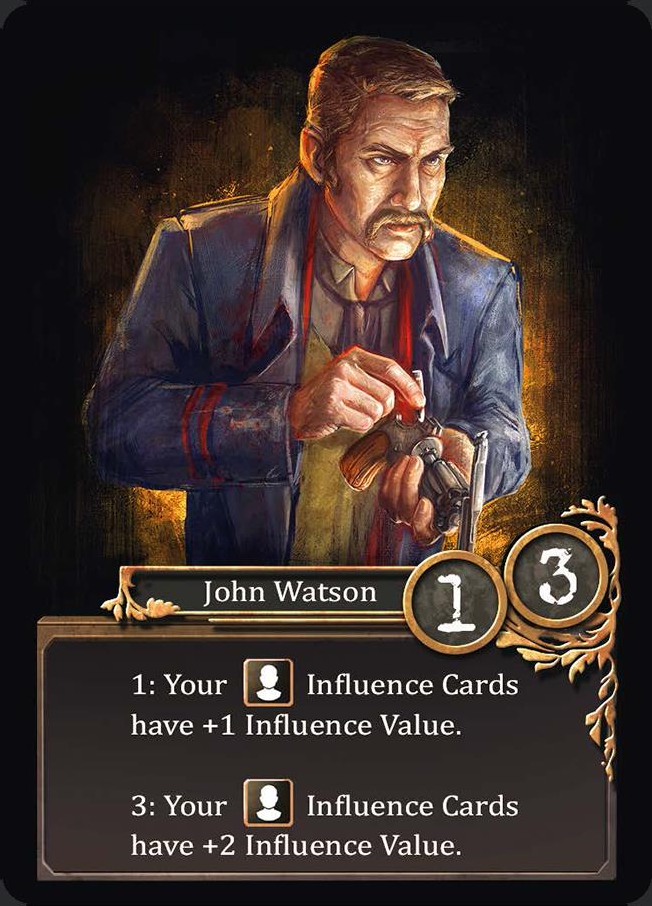 John Watson
1 3
1: Your Influence Cards
have +1 Influence Value.
3: Your Influence Cards
have +2 Influence Value.